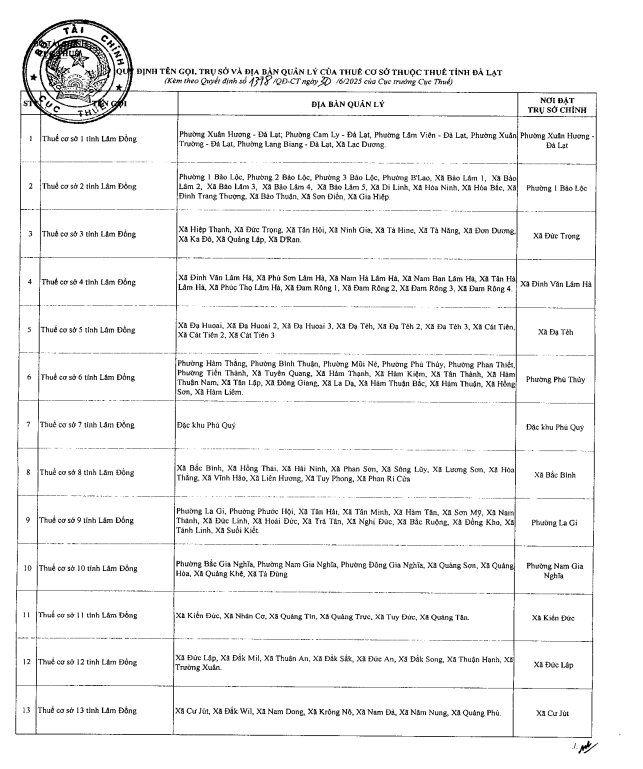 BỘ TÀI CHÍNH
CỤC THUẾ
QUY ĐỊNH TÊN GỌI, TRỤ SỞ VÀ ĐỊA BÀN QUẢN LÝ CỦA THUẾ CƠ SỞ THUỘC THUẾ TỈNH ĐÀ LẠT
(Kèm theo Quyết định số 1378 /QĐ-CT ngày 30 /6/2025 của Cục trưởng Cục Thuế)
ĐỊA BÀN QUẢN LÝ
NƠI ĐẶT
TRỤ SỞ CHÍNH
1 Thuế cơ sở 1 tỉnh Lâm Đồng
Phường Xuân Hương - Đà Lạt; Phường Cam Ly - Đà Lạt, Phường Lâm Viên - Đà Lạt, Phường Xuân
Trường - Đà Lạt, Phường Lang Biang - Đà Lạt, Xã Lạc Dương.
Phường Xuân Hương -
Đà Lạt
2 Thuế cơ sở 2 tỉnh Lâm Đồng
Phường 1 Bảo Lộc, Phường 2 Bảo Lộc, Phường 3 Bảo Lộc, Phường B'Lao, Xã Bảo Lâm 1, Xã Bảo
Lâm 2, Xã Bảo Lâm 3, Xã Bảo Lâm 4, Xã Bảo Lâm 5, Xã Di Linh, Xã Hòa Ninh, Xã Hòa Bắc, Xã
Đinh Trang Thượng, Xã Bảo Thuận, Xã Sơn Điền, Xã Gia Hiệp.
Phường 1 Bảo Lộc
3 Thuế cơ sở 3 tỉnh Lâm Đồng
Xã Hiệp Thạnh, Xã Đức Trọng, Xã Tân Hội, Xã Ninh Gia, Xã Tà Hine, Xã Tà Năng, Xã Đơn Dương,
Xã Ka Đô, Xã Quảng Lập, Xã D'Ran.
Xã Đức Trọng
4 Thuế cơ sở 4 tỉnh Lâm Đồng
Xã Đinh Văn Lâm Hà, Xã Phú Sơn Lâm Hà, Xã Nam Hà Lâm Hà, Xã Nam Ban Lâm Hà, Xã Tân Hà
Lâm Hà, Xã Phúc Thọ Lâm Hà, Xã Đam Rông 1, Xã Đam Rông 2, Xã Đam Rông 3, Xã Đam Rông 4.
Xã Đinh Văn Lâm Hà
5 Thuế cơ sở 5 tỉnh Lâm Đồng
Xã Đạ Huoai, Xã Đạ Huoai 2, Xã Đạ Huoai 3, Xã Đạ Tẻh, Xã Đạ Tẻh 2, Xã Đạ Tẻh 3, Xã Cát Tiên,
Xã Cát Tiên 2, Xã Cát Tiên 3
Xã Đạ Tẻh
6 Thuế cơ sở 6 tỉnh Lâm Đồng
Phường Hàm Thắng, Phường Bình Thuận, Phường Mũi Né, Phường Phú Thủy, Phường Phan Thiết,
Phường Tiến Thành, Xã Tuyên Quang, Xã Hàm Thạnh, Xã Hàm Kiệm, Xã Tân Thành, Xã Hàm
Thuận Nam, Xã Tân Lập, Xã Đông Giang, Xã La Dạ, Xã Hàm Thuận Bắc, Xã Hàm Thuận, Xã Hồng
Sơn, Xã Hàm Liêm.
Phường Phú Thủy
7 Thuế cơ sở 7 tỉnh Lâm Đồng
Đặc khu Phú Quý
Đặc khu Phú Quý
8 Thuế cơ sở 8 tỉnh Lâm Đồng
Xã Bắc Bình, Xã Hồng Thái, Xã Hải Ninh, Xã Phan Sơn, Xã Sông Lũy, Xã Lương Sơn, Xã Hòa
Thắng, Xã Vĩnh Hảo, Xã Liên Hương, Xã Tuy Phong, Xã Phan Rí Cửa
Xã Bắc Bình
9 Thuế cơ sở 9 tỉnh Lâm Đồng
Phường La Gi, Phường Phước Hội, Xã Tân Hải, Xã Tân Minh, Xã Hàm Tân, Xã Sơn Mỹ, Xã Nam
Thành, Xã Đức Linh, Xã Hoài Đức, Xã Trà Tân, Xã Nghị Đức, Xã Bắc Ruộng, Xã Đồng Kho, Xã
Tánh Linh, Xã Suối Kiết.
Phường La Gi
10 Thuế cơ sở 10 tỉnh Lâm Đồng
Phường Bắc Gia Nghĩa, Phường Nam Gia Nghĩa, Phường Đông Gia Nghĩa, Xã Quảng Sơn, Xã Quảng
Hòa, Xã Quảng Khê, Xã Tà Đùng
Phường Nam Gia
Nghĩa
11 Thuế cơ sở 11 tỉnh Lâm Đồng
Xã Kiến Đức, Xã Nhân Cơ, Xã Quảng Tín, Xã Quảng Trực, Xã Tuy Đức, Xã Quảng Tân.
Xã Kiến Đức
12 Thuế cơ sở 12 tỉnh Lâm Đồng
Xã Đức Lập, Xã Đắk Mil, Xã Thuận An, Xã Đắk Sắk, Xã Đức An, Xã Đắk Song, Xã Thuận Hạnh, Xã
Trường Xuân.
Xã Đức Lập
13 Thuế cơ sở 13 tỉnh Lâm Đồng
Xã Cư Jút, Xã Đắk Wil, Xã Nam Dong, Xã Krông Nô, Xã Nam Đà, Xã Nâm Nung, Xã Quảng Phú.
Xã Cư Jút